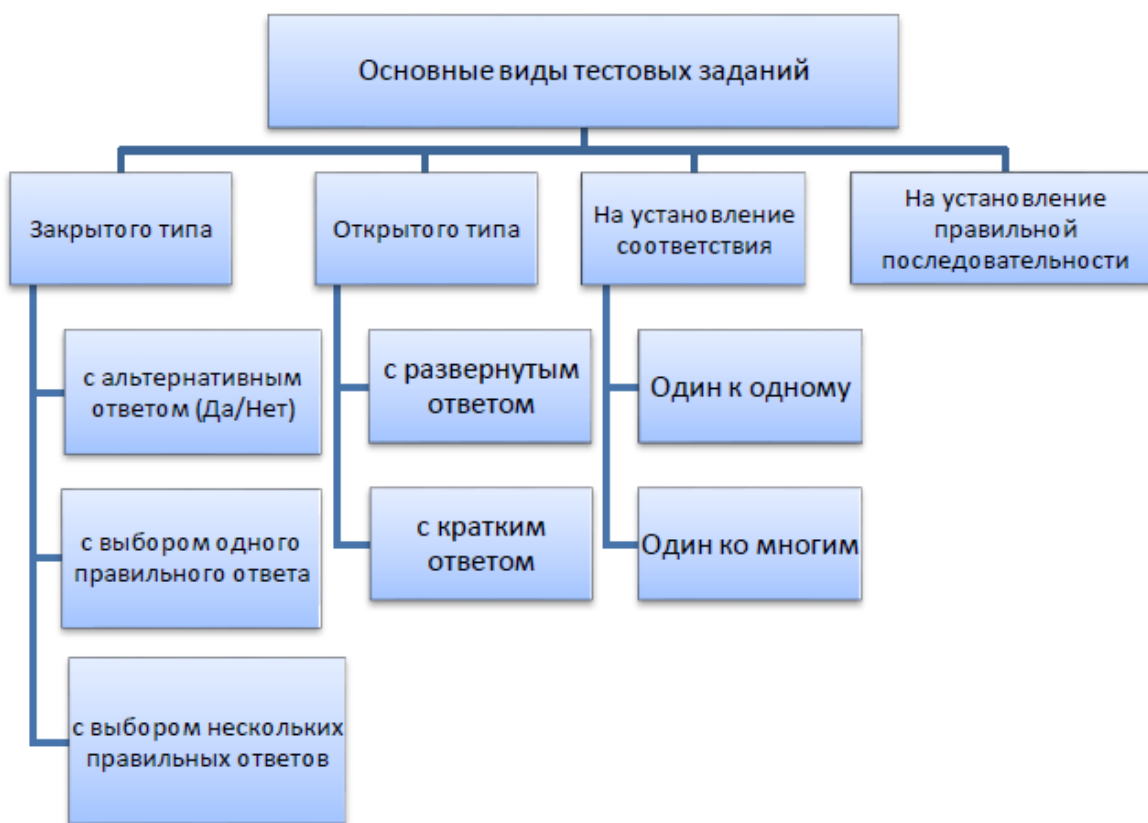 Основные виды тестовых заданий
Закрытого типа
Открытого типа
На установление
соответствия
На установление
правильной
последовательности
с альтернативным
ответом (Да/Нет)
с развернутым
ответом
Один к одному
с выбором одного
правильного ответа
с кратким
ответом
Один ко многим
с выбором нескольких
правильных ответов